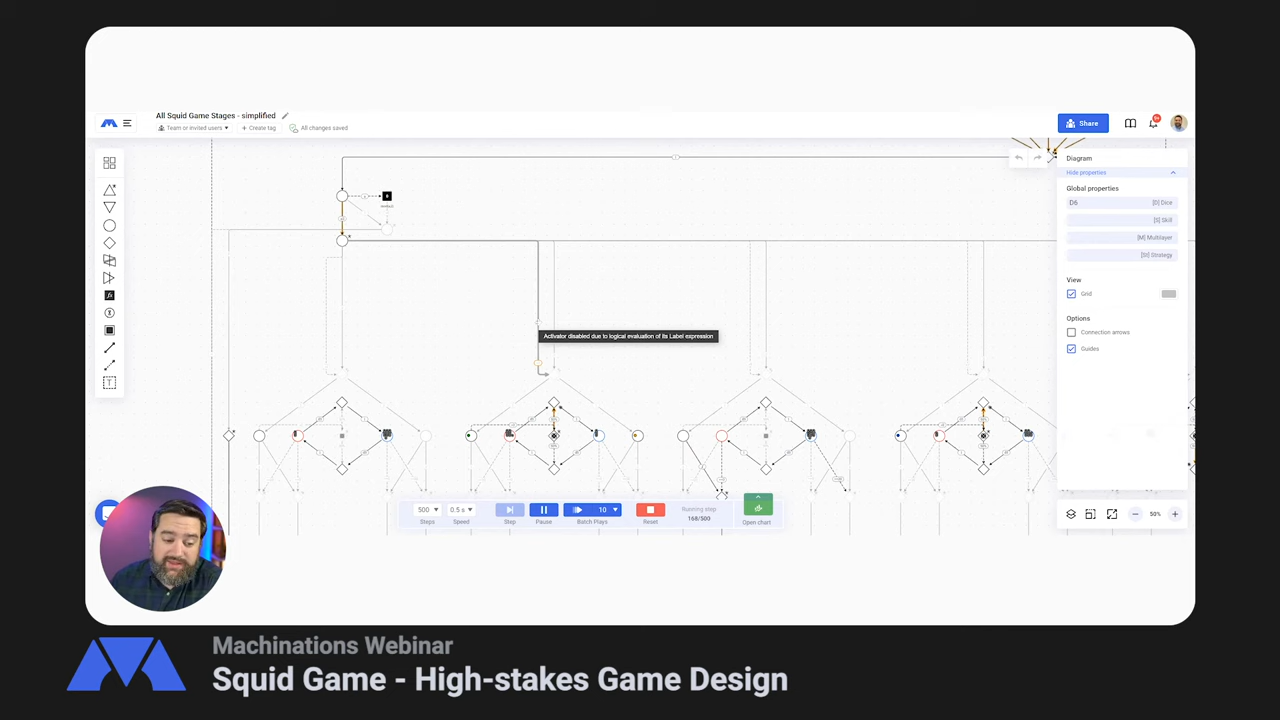 All Squid Game Stages - simplified
Team or invited users
+ Create tag
All changes saved
Share
Diagram
Hide properties
Global properties
D6
[D] Dice
[S] Skill
[M] Multilayer
[St] Strategy
View
Grid
Options
Connection arrows
Guides
Activator disabled due to logical evaluation of its Label expression
500
0.5 s
10
Steps
Speed
Step
Pause
Batch Plays
Reset
Running step
168/500
Open chart
50%
Machinations Webinar
Squid Game - High-stakes Game Design